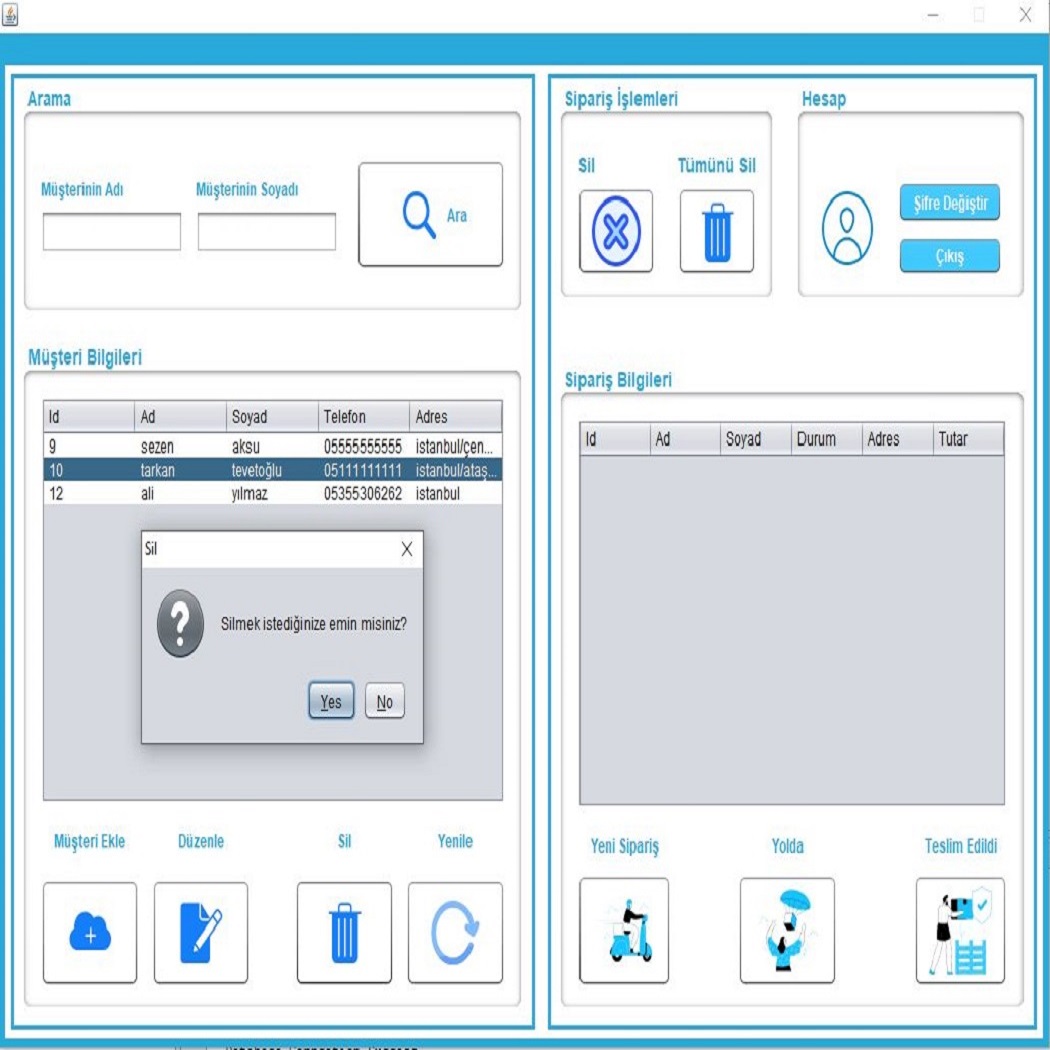 Arama
Müşterinin Adı
Müşterinin Soyadı
Ara
Müşteri Bilgileri
Id Ad Soyad Telefon Adres
9 sezen aksu 05555555555 istanbul/çen...
10 tarkan tevetoğlu 05111111111 istanbul/ataş...
12 ali yılmaz 05355306262 istanbul
Sil
Silmek istediğinize emin misiniz?
Yes No
Müşteri Ekle Düzenle Sil Yenile
Sipariş İşlemleri
Sil Tümünü Sil
Hesap
Şifre Değiştir
Çıkış
Sipariş Bilgileri
Id Ad Soyad Durum Adres Tutar
Yeni Sipariş Yolda Teslim Edildi